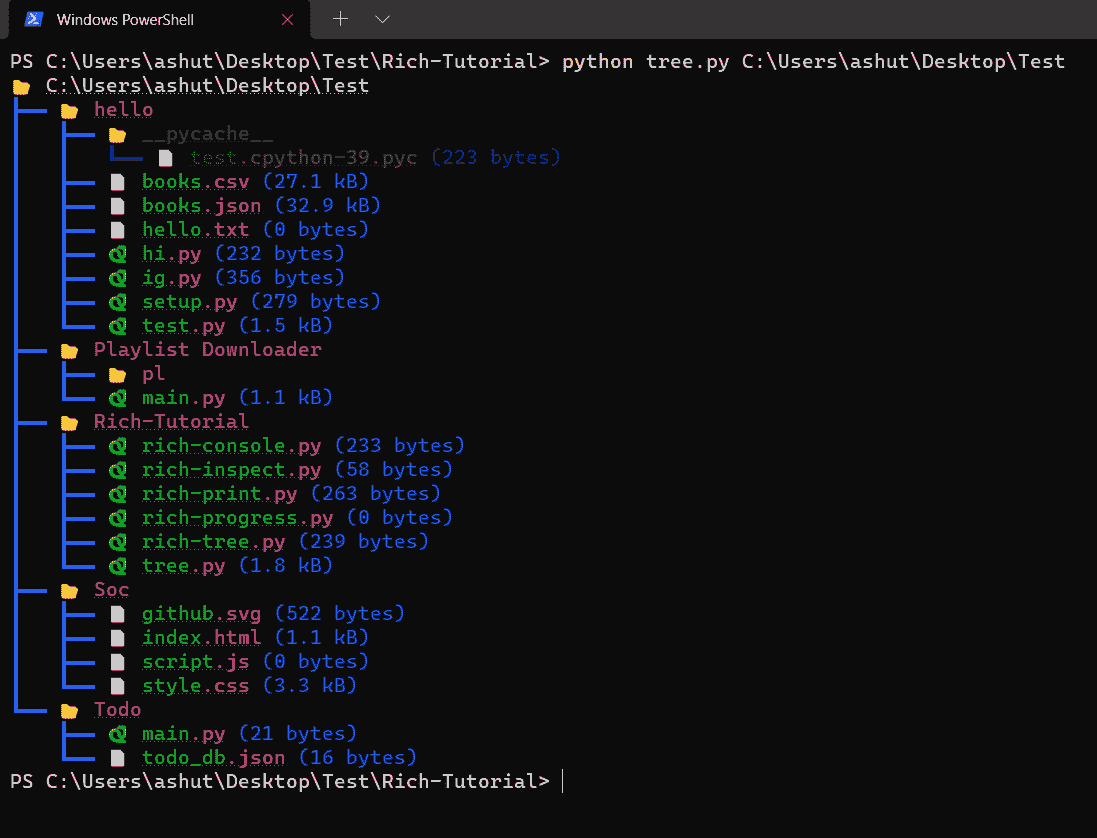 Windows PowerShell
PS C:\Users\ashut\Desktop\Test\Rich-Tutorial> python tree.py C:\Users\ashut\Desktop\Test
C:\Users\ashut\Desktop\Test
hello
__pycache__
test.cpython-39.pyc (223 bytes)
books.csv (27.1 kB)
books.json (32.9 kB)
hello.txt (0 bytes)
hi.py (232 bytes)
ig.py (356 bytes)
setup.py (279 bytes)
test.py (1.5 kB)
Playlist Downloader
pl
main.py (1.1 kB)
Rich-Tutorial
rich-console.py (233 bytes)
rich-inspect.py (58 bytes)
rich-print.py (263 bytes)
rich-progress.py (0 bytes)
rich-tree.py (239 bytes)
tree.py (1.8 kB)
Soc
github.svg (522 bytes)
index.html (1.1 kB)
script.js (0 bytes)
style.css (3.3 kB)
Todo
main.py (21 bytes)
todo_db.json (16 bytes)
PS C:\Users\ashut\Desktop\Test\Rich-Tutorial>